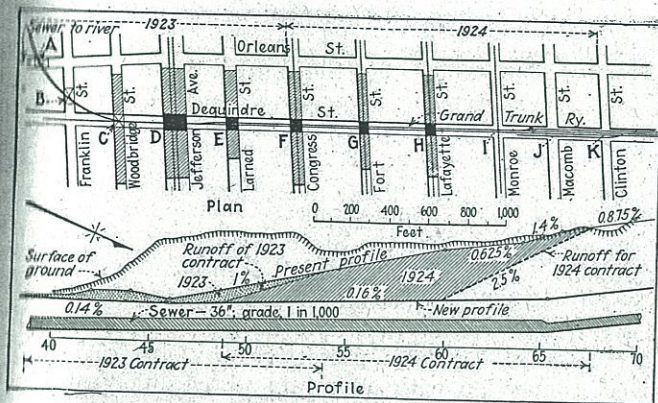 1923
1924
Sewer to river
A
Orleans St.
B
St.
St.
Ave.
St.
St.
St.
St.
St.
St.
St.
Dequindre St.
Grand Trunk Ry.
C
D
E
F
G
H
I
J
K
Franklin
Woodbridge
Jefferson
Larned
Congress
Fort
Lafayette
Monroe
Macomb
Clinton
Plan
0 200 400 600 800 1,000
Feet
Surface of ground
Runoff of 1923 contract
1923
1%
Present profile
1924
0.16%
0.625%
1.4%
0.875%
2.5%
Runoff for 1924 contract
New profile
0.14%
Sewer-36", grade, 1 in 1,000
40 45 50 55 60 65 70
1923 Contract
1924 Contract
Profile